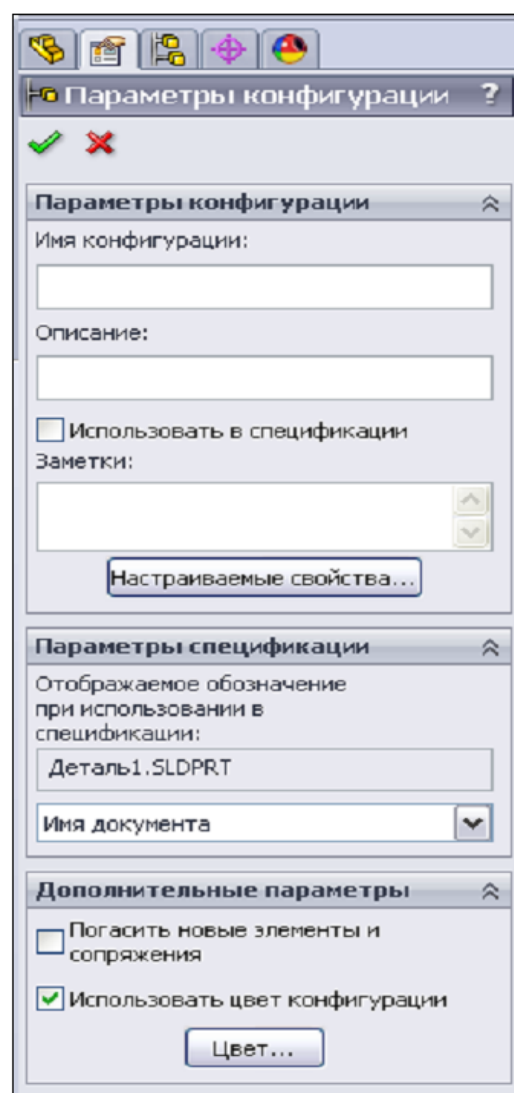 Параметры конфигурации ?
Параметры конфигурации
Имя конфигурации:
Описание:
Использовать в спецификации
Заметки:
Настраиваемые свойства...
Параметры спецификации
Отображаемое обозначение
при использовании в
спецификации:
Деталь1.SLDPRT
Имя документа
Дополнительные параметры
Погасить новые элементы и
сопряжения
Использовать цвет конфигурации
Цвет...